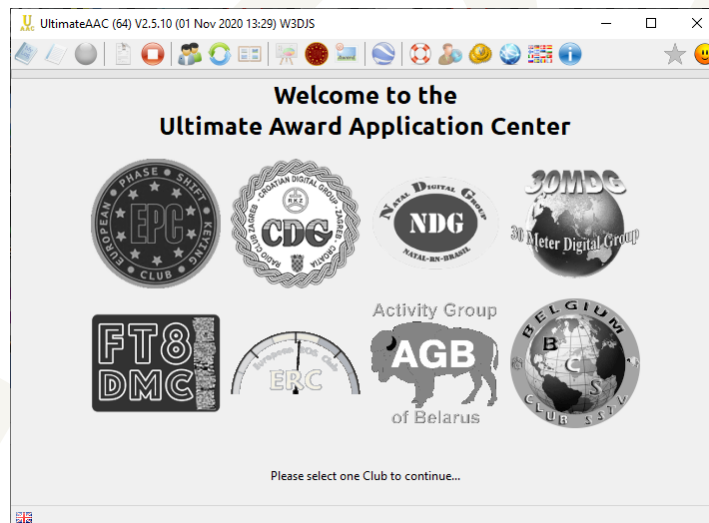 UltimateAAC (64) V2.5.10 (01 Nov 2020 13:29) W3DJS
Welcome to the
Ultimate Award Application Center
EUROPEAN PHASE SHIFT KEYING
EPC
CLUB
CROATIAN DIGITAL GROUP - ZAGREB - CROATIA
RADIO CLUB ZAGREB
CDG
NATAL DIGITAL GROUP
NDG
NATAL-RN-BRASIL
30MDG
30 Meter Digital Group
FT8
DMC
European ROS Club
ERC
Activity Group
AGB
of Belarus
BELGIUM
B
C
S
CLUB
Please select one Club to continue...